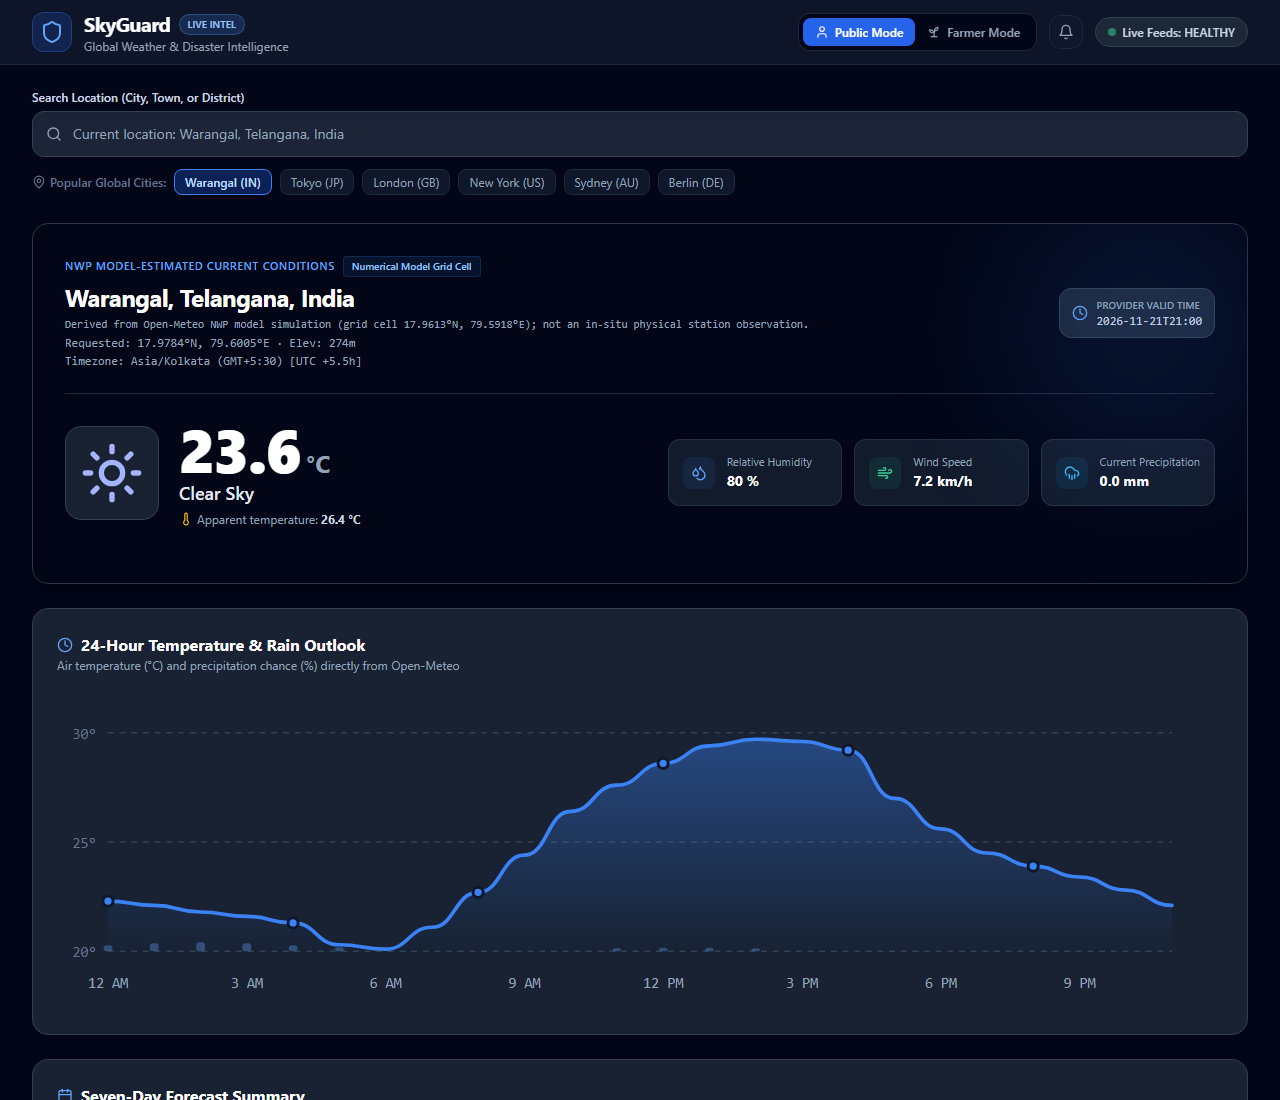 SkyGuard LIVE INTEL
Global Weather & Disaster Intelligence
Public Mode
Farmer Mode
Live Feeds: HEALTHY
Search Location (City, Town, or District)
Current location: Warangal, Telangana, India
Popular Global Cities:
Warangal (IN)
Tokyo (JP)
London (GB)
New York (US)
Sydney (AU)
Berlin (DE)
NWP MODEL-ESTIMATED CURRENT CONDITIONS
Numerical Model Grid Cell
Warangal, Telangana, India
Derived from Open-Meteo NWP model simulation (grid cell 17.9613°N, 79.5918°E); not an in-situ physical station observation.
Requested: 17.9784°N, 79.6005°E · Elev: 274m
Timezone: Asia/Kolkata (GMT+5:30) [UTC +5.5h]
PROVIDER VALID TIME
2026-11-21T21:00
23.6 °C
Clear Sky
Apparent temperature: 26.4 °C
Relative Humidity
80 %
Wind Speed
7.2 km/h
Current Precipitation
0.0 mm
24-Hour Temperature & Rain Outlook
Air temperature (°C) and precipitation chance (%) directly from Open-Meteo
30°
25°
20°
12 AM
3 AM
6 AM
9 AM
12 PM
3 PM
6 PM
9 PM
Seven-Day Forecast Summary